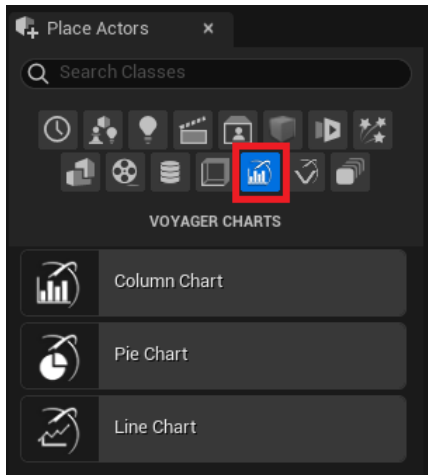 Place Actors
Search Classes
VOYAGER CHARTS
Column Chart
Pie Chart
Line Chart